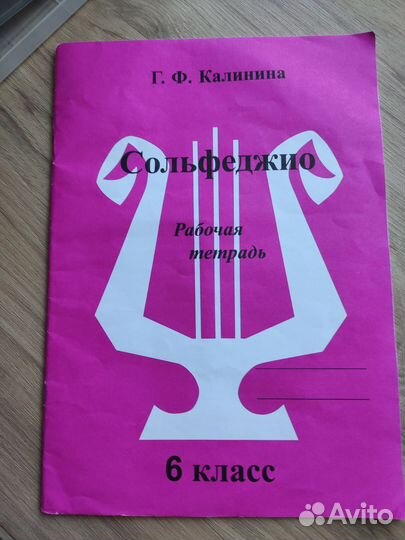 Г. Ф. Калинина
Сольфеджио
Рабочая
тетрадь
6 класс
Avito